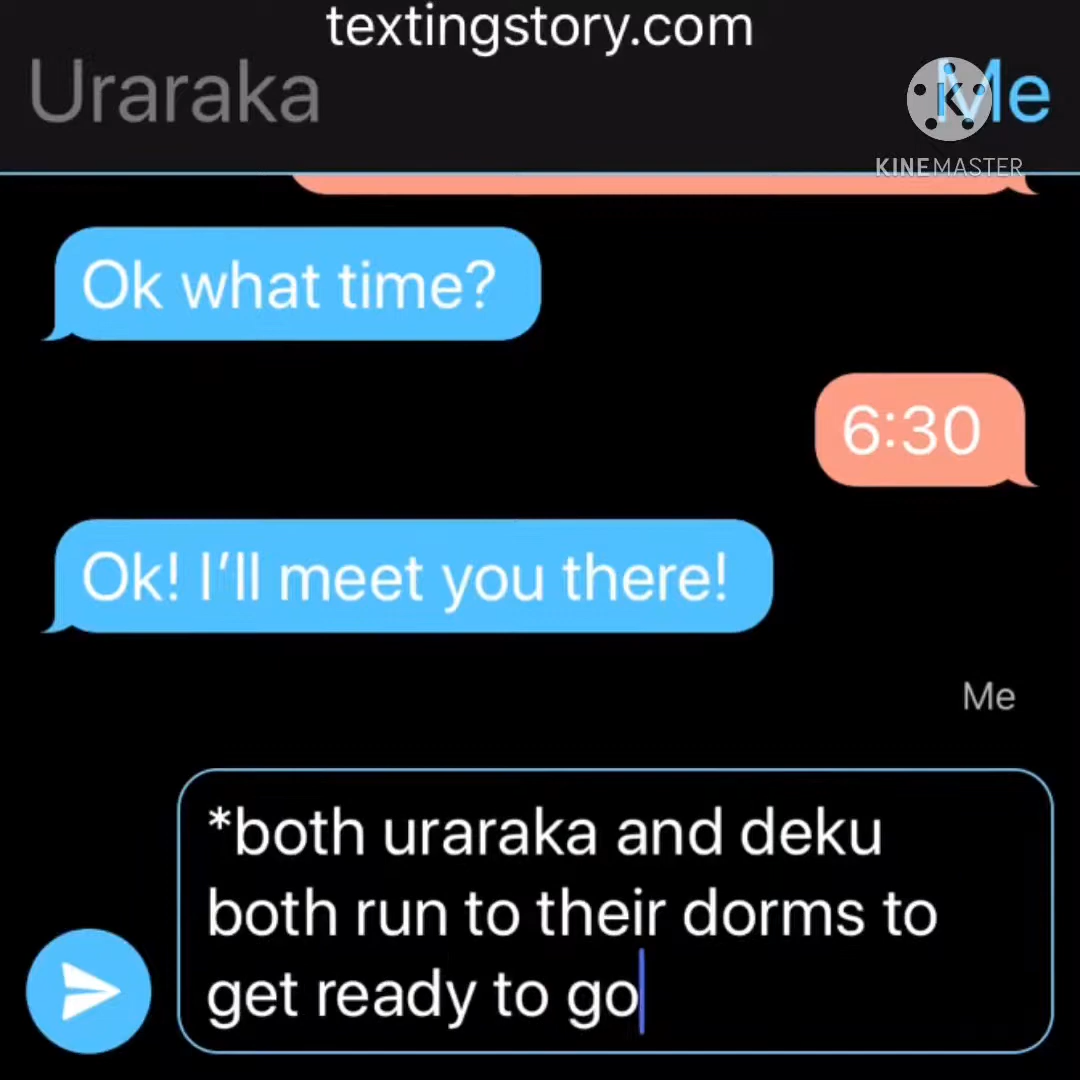 textingstory.com
Uraraka
Me
KINEMASTER
Ok what time?
6:30
Ok! I’ll meet you there!
Me
*both uraraka and deku
both run to their dorms to
get ready to go